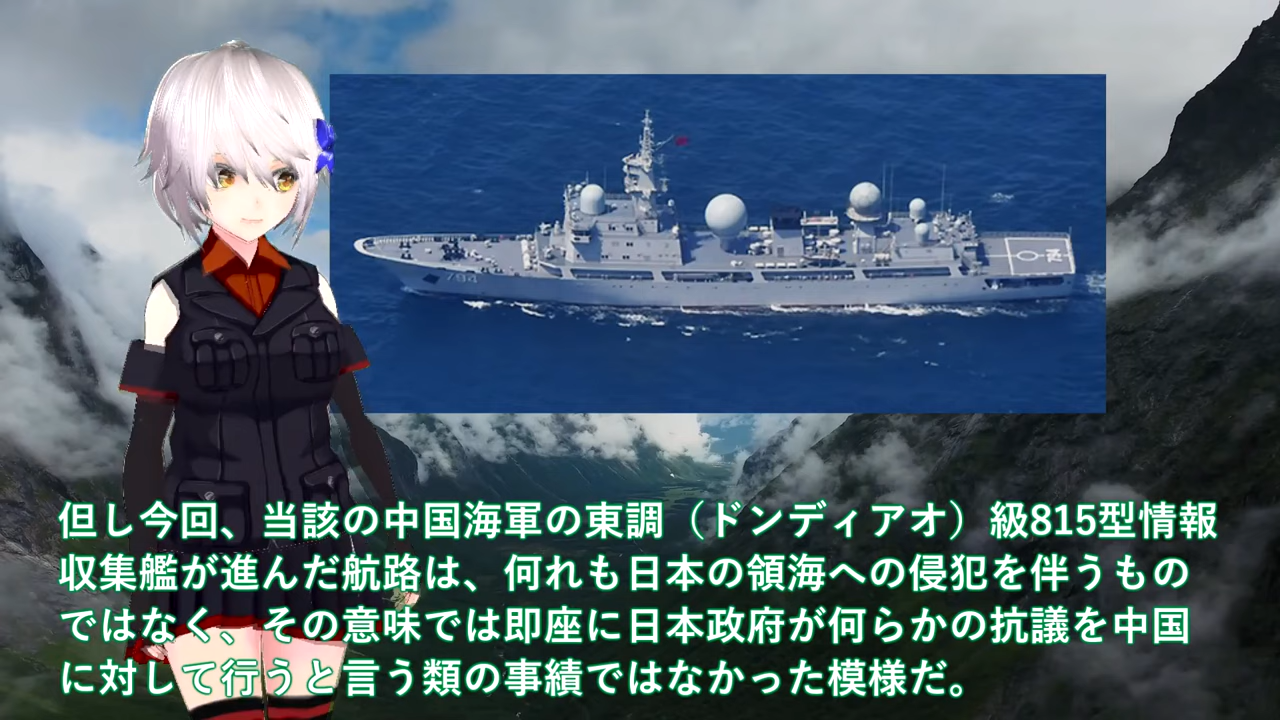 但し今回、当該の中国海軍の東調（ドンディアオ）級815型情報
収集艦が進んだ航路は、何れも日本の領海への侵犯を伴うもの
ではなく、その意味では即座に日本政府が何らかの抗議を中国
に対して行うと言う類の事績ではなかった模様だ。